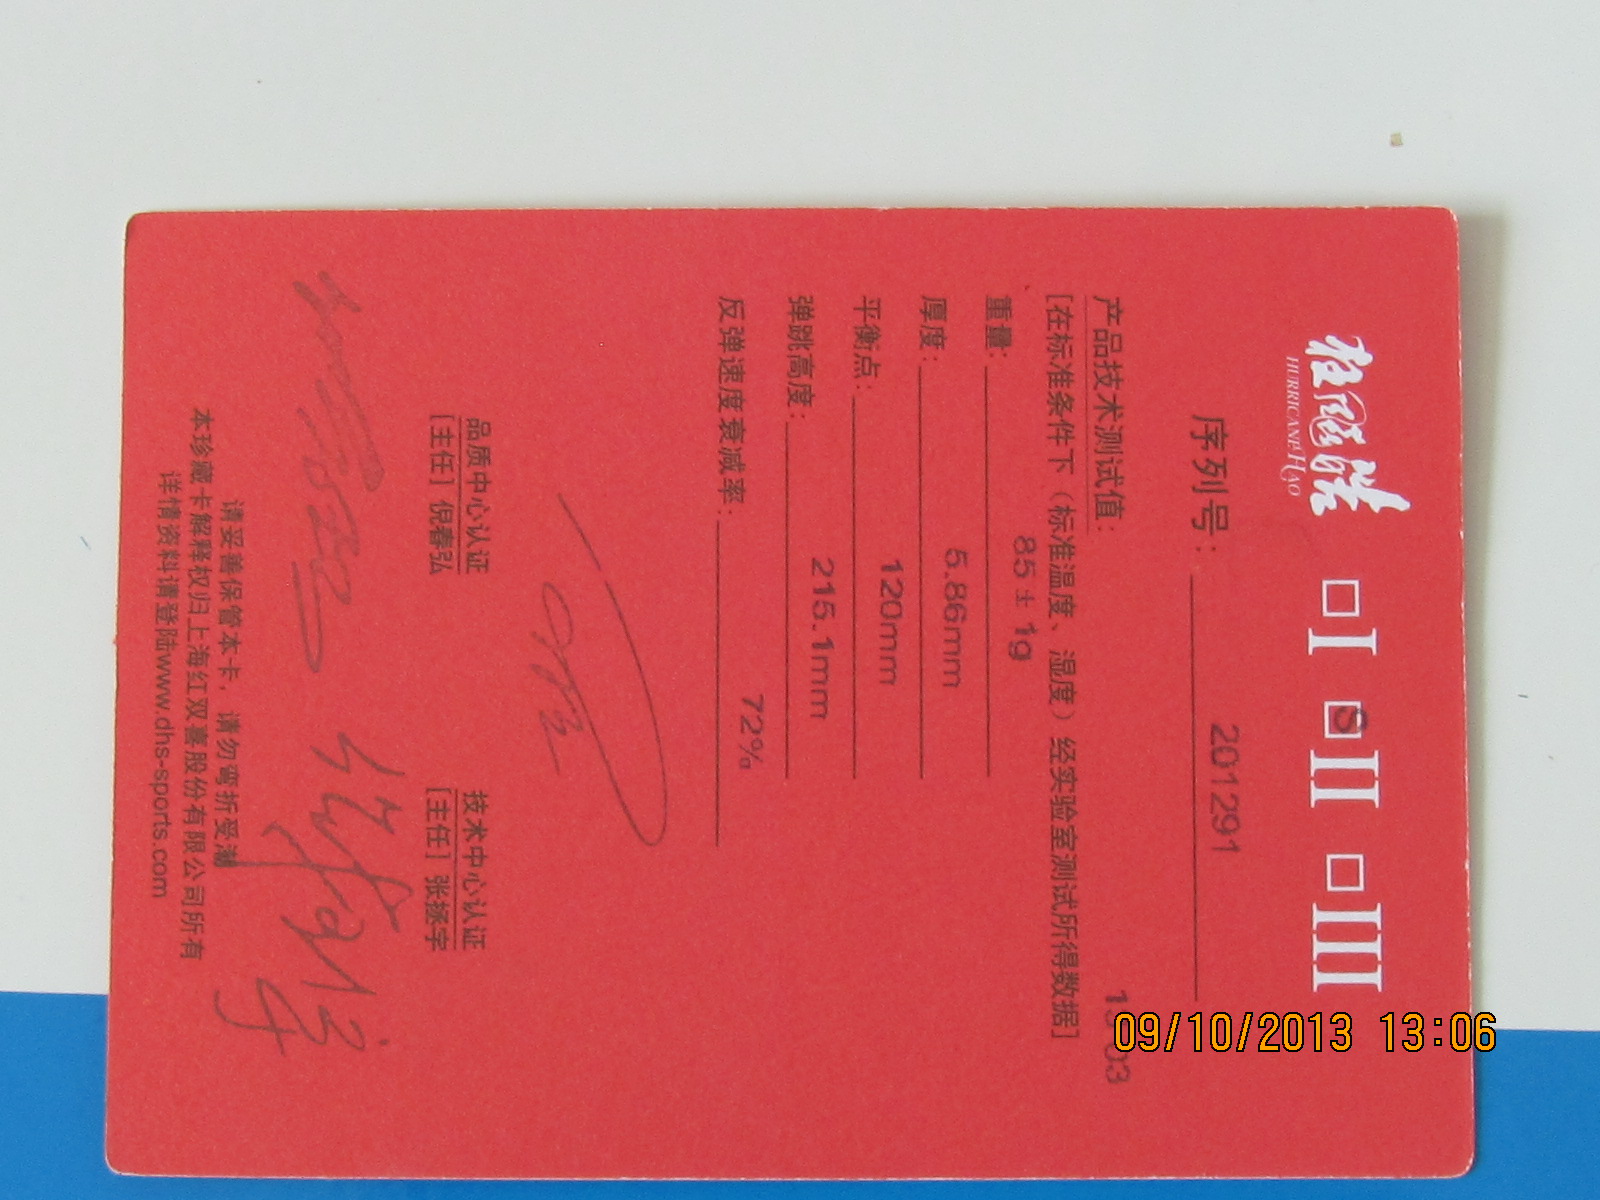 狂飚浩 □I □II □III
HURRICANE HAO
S
序列号： 201291
产品技术测试值：
[在标准条件下（标准温度、湿度）经实验室测试所得数据]
重量： 85±1g
厚度： 5.86mm
平衡点： 120mm
弹跳高度： 215.1mm
反弹速度衰减率： 72%
品质中心认证 技术中心认证
[主任] 倪春弘 [主任] 张拯宇
请妥善保管本卡，请勿弯折受潮
本珍藏卡解释权归上海红双喜股份有限公司所有
详情资料请登陆www.dhs-sports.com
09/10/2013 13:06